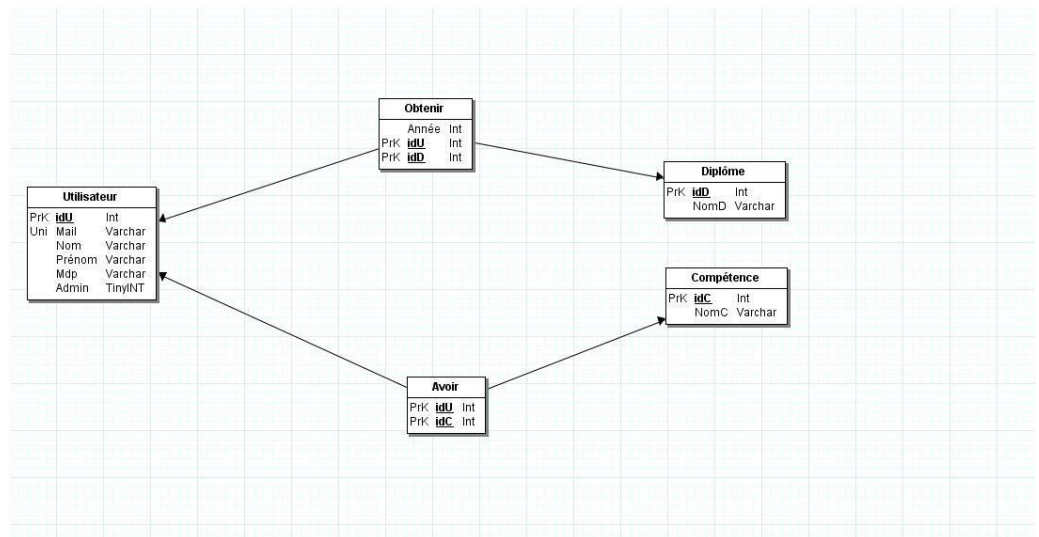 Obtenir
Année Int
PrK idU Int
PrK idD Int
Diplôme
PrK idD Int
NomD Varchar
Utilisateur
PrK idU Int
Uni Mail Varchar
Nom Varchar
Prénom Varchar
Mdp Varchar
Admin TinyINT
Compétence
PrK idC Int
NomC Varchar
Avoir
PrK idU Int
PrK idC Int